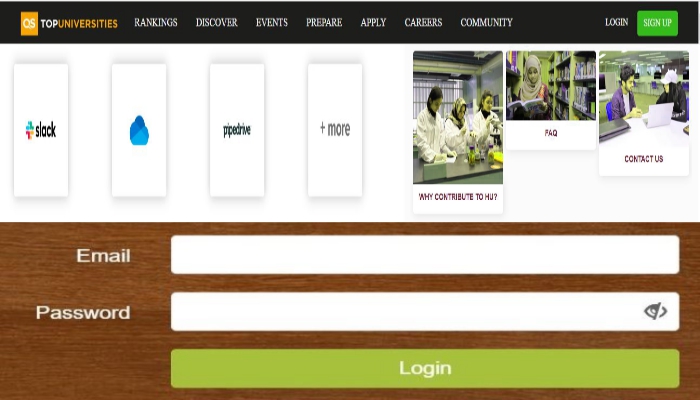 QS TOPUNIVERSITIES RANKINGS DISCOVER EVENTS PREPARE APPLY CAREERS COMMUNITY LOGIN SIGN UP
slack
pipedrive
+ more
WHY CONTRIBUTE TO HU?
FAQ
CONTACT US
Email
Password
Login